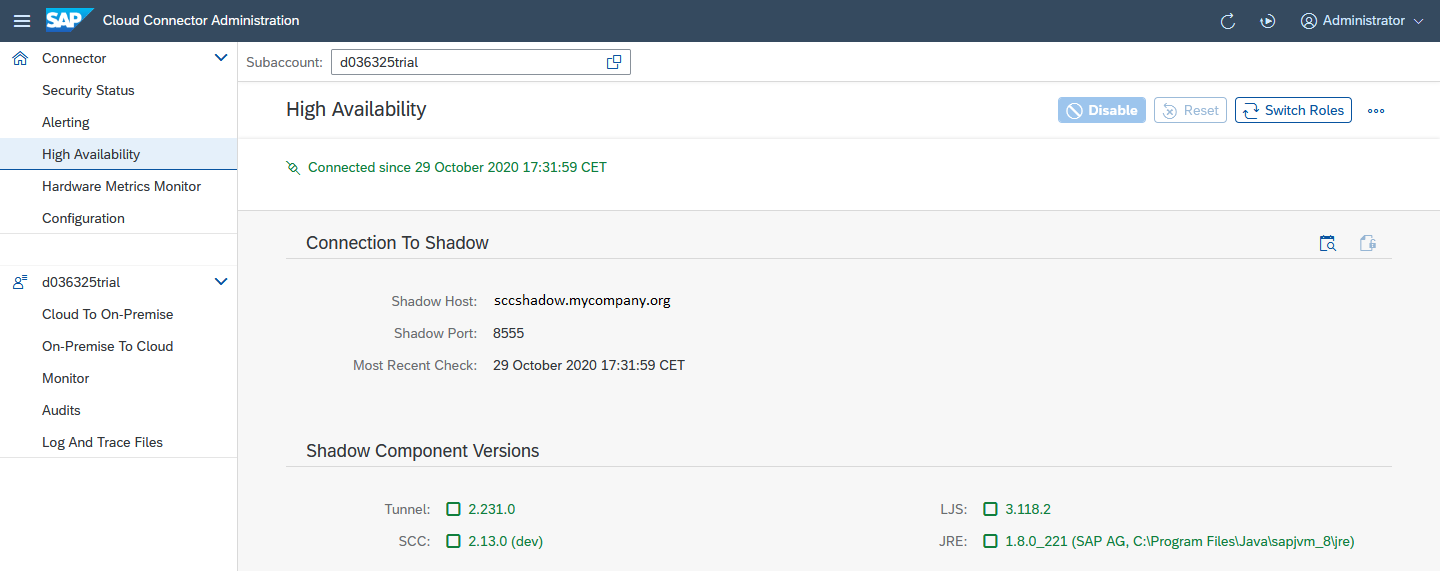 SAP Cloud Connector Administration
Administrator
Connector
Security Status
Alerting
High Availability
Hardware Metrics Monitor
Configuration
d036325trial
Cloud To On-Premise
On-Premise To Cloud
Monitor
Audits
Log And Trace Files
Subaccount: d036325trial
High Availability
Disable
Reset
Switch Roles
Connected since 29 October 2020 17:31:59 CET
Connection To Shadow
Shadow Host: sccshadow.mycompany.org
Shadow Port: 8555
Most Recent Check: 29 October 2020 17:31:59 CET
Shadow Component Versions
Tunnel: 2.231.0
LJS: 3.118.2
SCC: 2.13.0 (dev)
JRE: 1.8.0_221 (SAP AG, C:\Program Files\Java\sapjvm_8\jre)